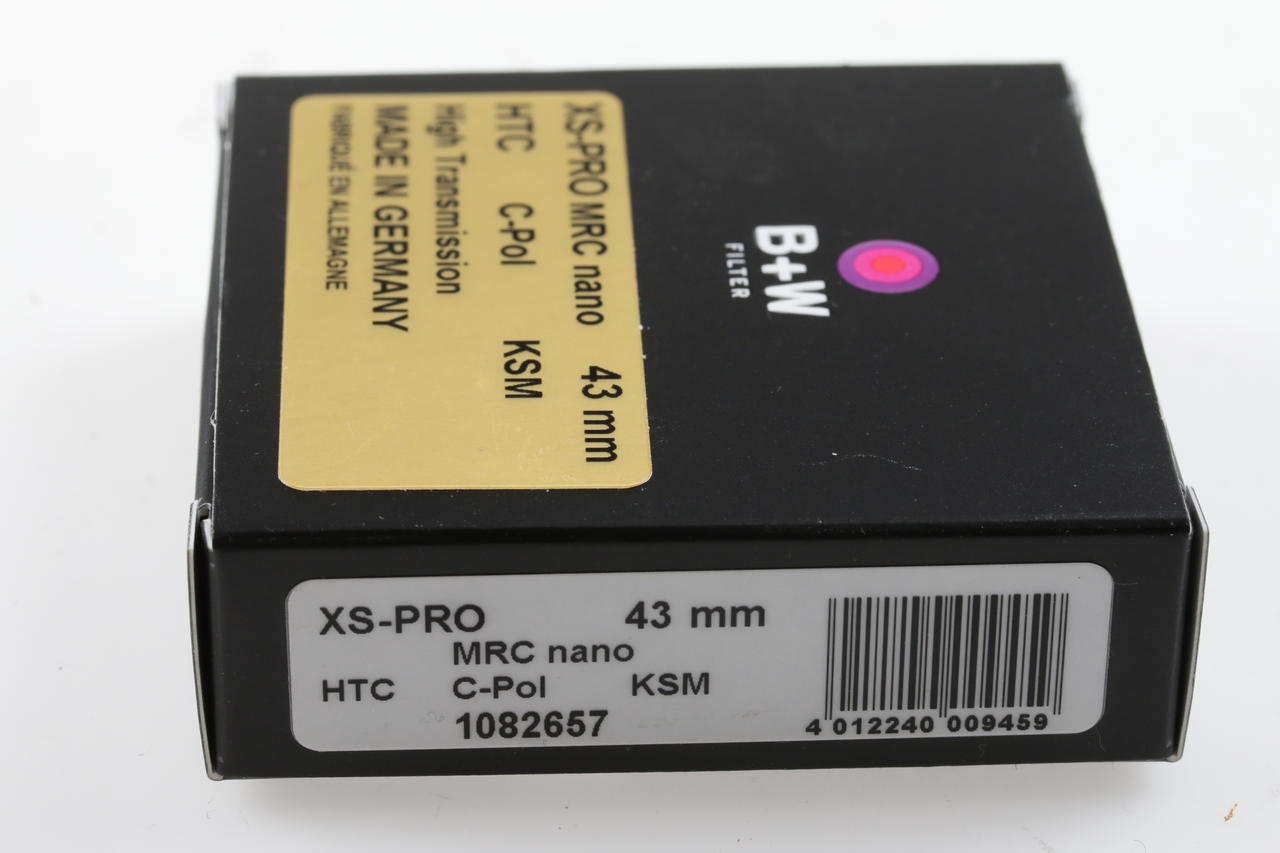 B+W
FILTER
XS-PRO MRC nano 43 mm
HTC C-Pol KSM
High Transmission
MADE IN GERMANY
FABRIQUÉ EN ALLEMAGNE
XS-PRO 43 mm
MRC nano
HTC C-Pol KSM
1082657
4 012240 009459